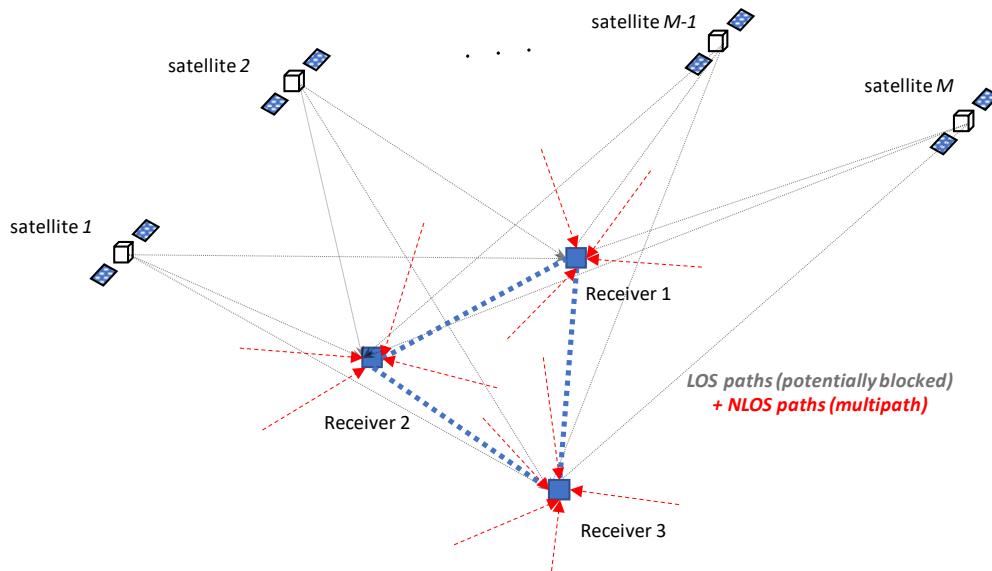 satellite M-1
satellite 2
. . .
satellite M
satellite 1
Receiver 1
LOS paths (potentially blocked)
+ NLOS paths (multipath)
Receiver 2
Receiver 3